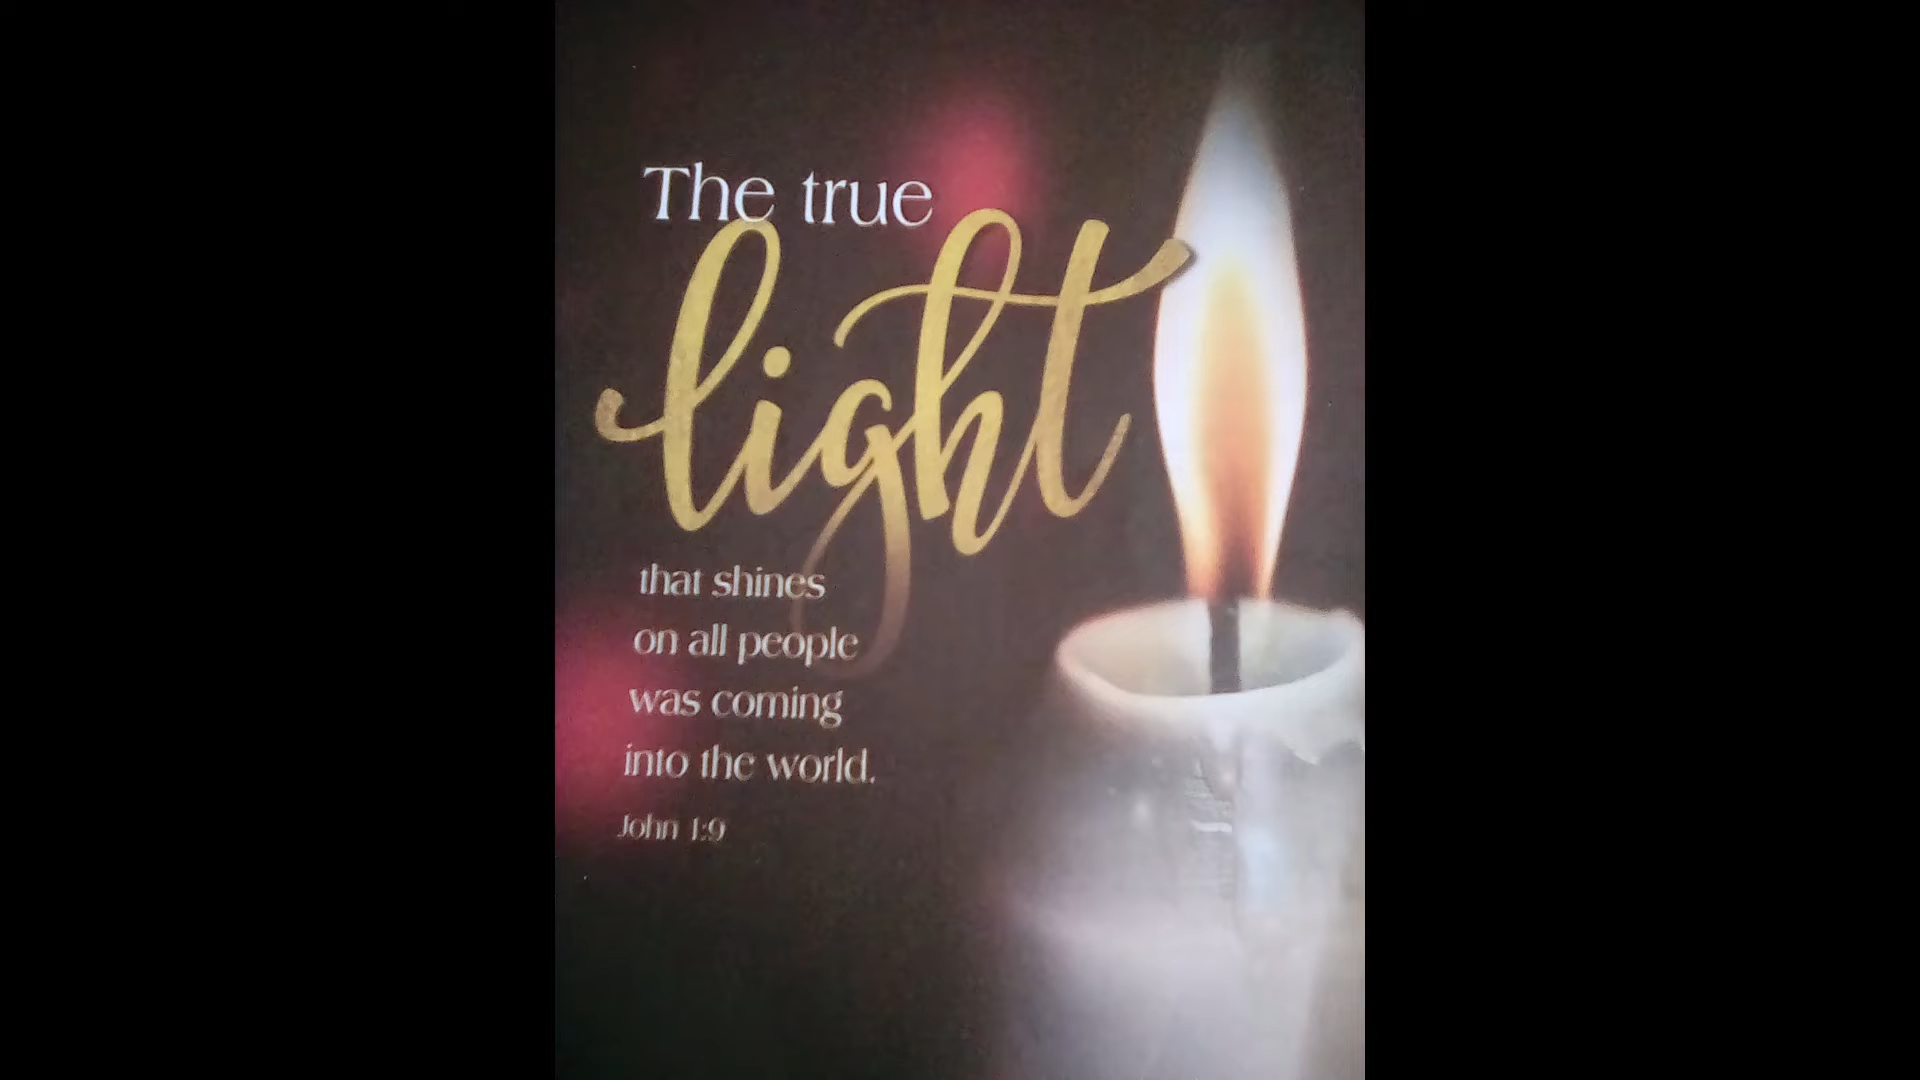 The true
light
that shines
on all people
was coming
into the world.
John 1:9